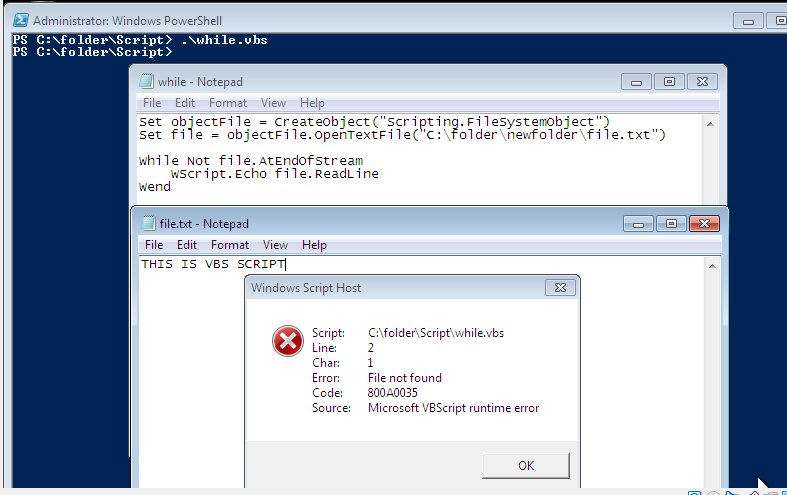 Administrator: Windows PowerShell
PS C:\folder\Script> .\while.vbs
PS C:\folder\Script>
while - Notepad
File Edit Format View Help
Set objectFile = CreateObject("Scripting.FileSystemObject")
Set file = objectFile.OpenTextFile("C:\folder\newfolder\file.txt")
While Not file.AtEndOfStream
WScript.Echo file.ReadLine
Wend
file.txt - Notepad
File Edit Format View Help
THIS IS VBS SCRIPT
Windows Script Host
Script: C:\folder\Script\while.vbs
Line: 2
Char: 1
Error: File not found
Code: 800A0035
Source: Microsoft VBScript runtime error
OK